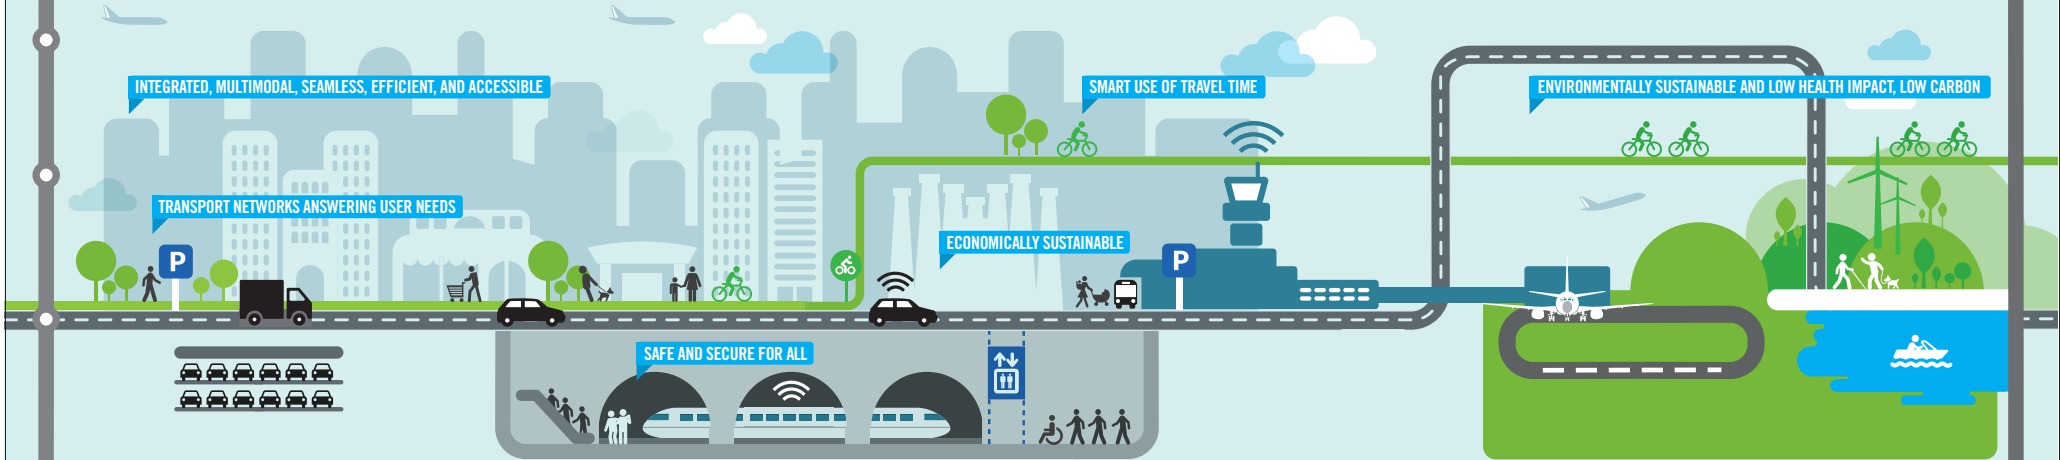 INTEGRATED, MULTIMODAL, SEAMLESS, EFFICIENT, AND ACCESSIBLE
SMART USE OF TRAVEL TIME
ENVIRONMENTALLY SUSTAINABLE AND LOW HEALTH IMPACT, LOW CARBON
TRANSPORT NETWORKS ANSWERING USER NEEDS
ECONOMICALLY SUSTAINABLE
P
P
SAFE AND SECURE FOR ALL